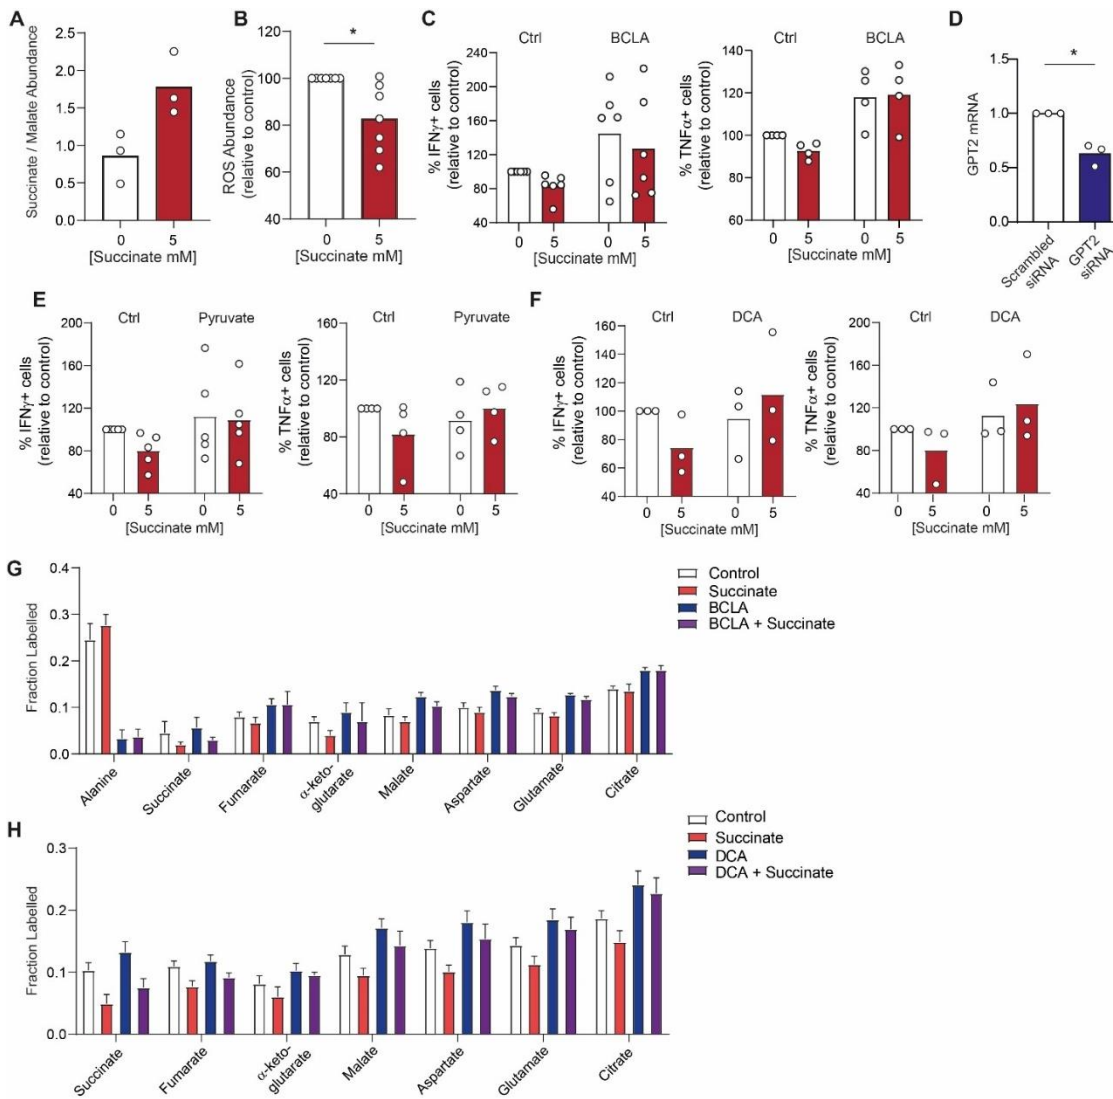 A
Succinate / Malate Abundance
2.5
2.0
1.5
1.0
0.5
0.0
0
5
[Succinate mM]
B
ROS Abundance
(relative to control)
120
100
80
60
40
*
0
5
[Succinate mM]
C
% IFNγ+ cells
(relative to control)
240
200
160
120
80
40
Ctrl
BCLA
0
5
0
5
[Succinate mM]
% TNFα+ cells
(relative to control)
140
120
100
80
60
Ctrl
BCLA
0
5
0
5
[Succinate mM]
D
GPT2 mRNA
1.5
1.0
0.5
0.0
*
Scrambled
siRNA
GPT2
siRNA
E
% IFNγ+ cells
(relative to control)
200
160
120
80
40
Ctrl
Pyruvate
0
5
0
5
[Succinate mM]
% TNFα+ cells
(relative to control)
160
120
80
40
Ctrl
Pyruvate
0
5
0
5
[Succinate mM]
F
% IFNγ+ cells
(relative to control)
160
140
120
100
80
60
40
Ctrl
DCA
0
5
0
5
[Succinate mM]
% TNFα+ cells
(relative to control)
200
160
120
80
40
Ctrl
DCA
0
5
0
5
[Succinate mM]
G
Fraction Labelled
0.4
0.3
0.2
0.1
0.0
Alanine
Succinate
Fumarate
α-keto-
glutarate
Malate
Aspartate
Glutamate
Citrate
Control
Succinate
BCLA
BCLA + Succinate
H
Fraction Labelled
0.3
0.2
0.1
0.0
Succinate
Fumarate
α-keto-
glutarate
Malate
Aspartate
Glutamate
Citrate
Control
Succinate
DCA
DCA + Succinate